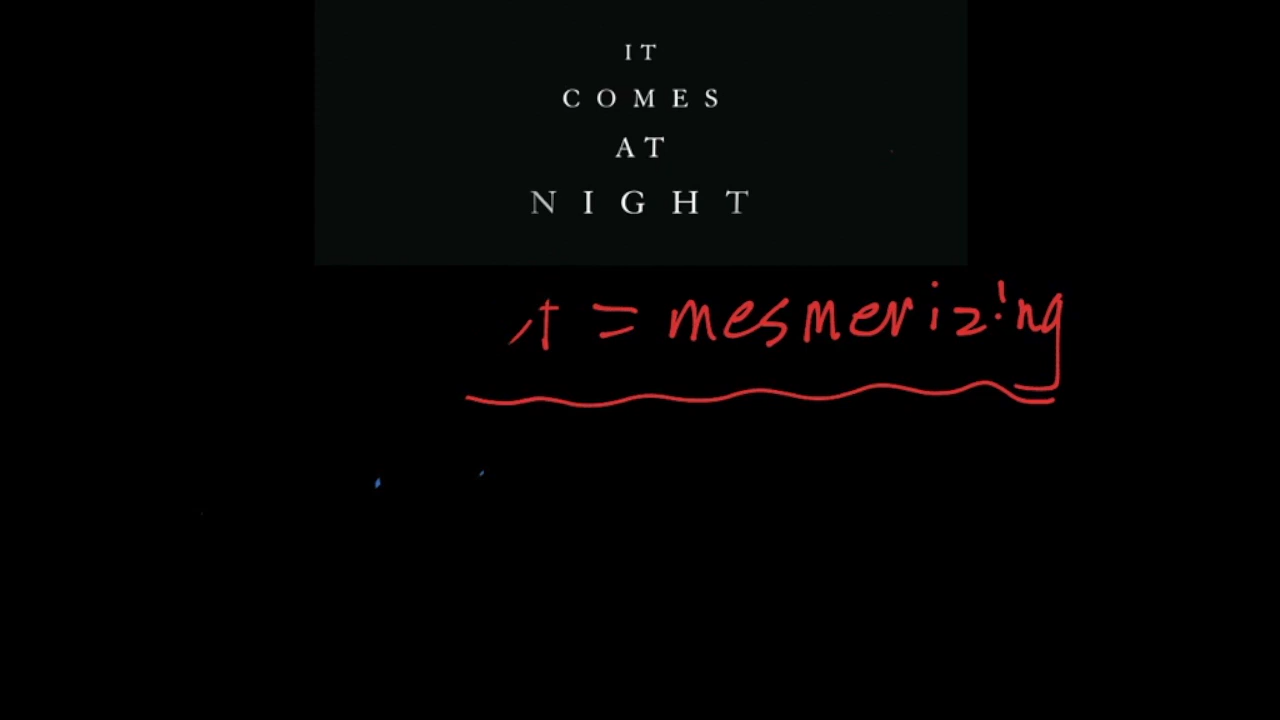 IT
COMES
AT
NIGHT
it = mesmerizing